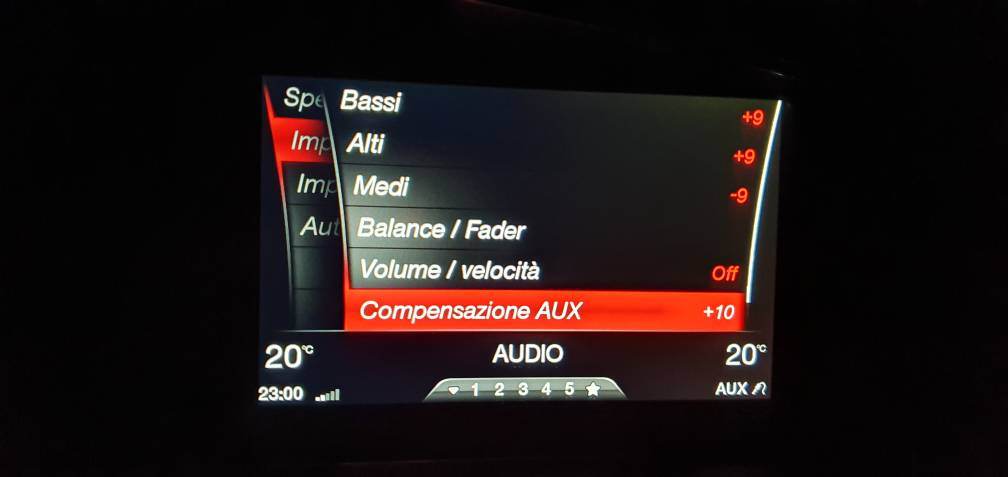 Spe Bassi +9
Imp Alti +9
Imp Medi -9
Aut Balance / Fader
Volume / velocità Off
Compensazione AUX +10
20°C AUDIO 20°C
23:00 1 2 3 4 5 AUX